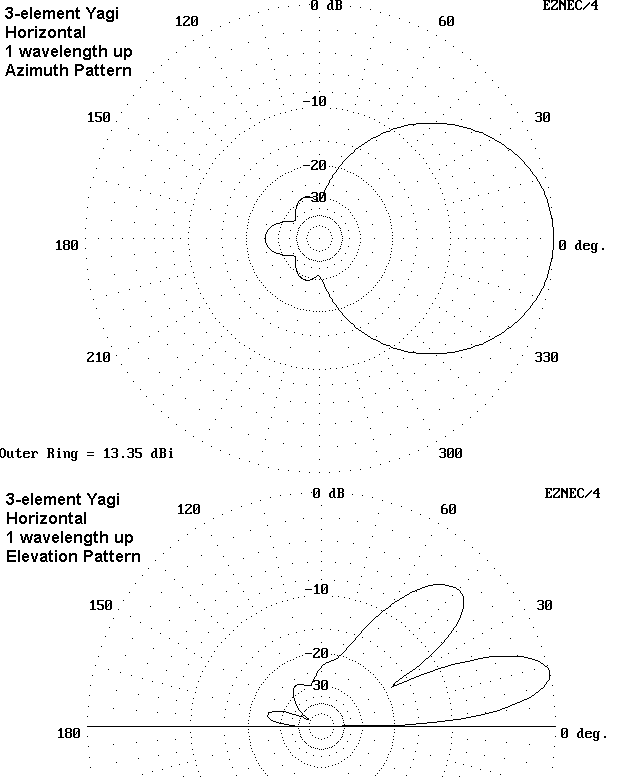 3-element Yagi
Horizontal
1 wavelength up
Azimuth Pattern
0 dB
EZNEC/4
120
60
-10
150
30
-20
-30
180
0 deg.
210
330
Outer Ring = 13.35 dBi
300
3-element Yagi
Horizontal
1 wavelength up
Elevation Pattern
0 dB
EZNEC/4
120
60
-10
150
30
-20
30
180
0 deg.